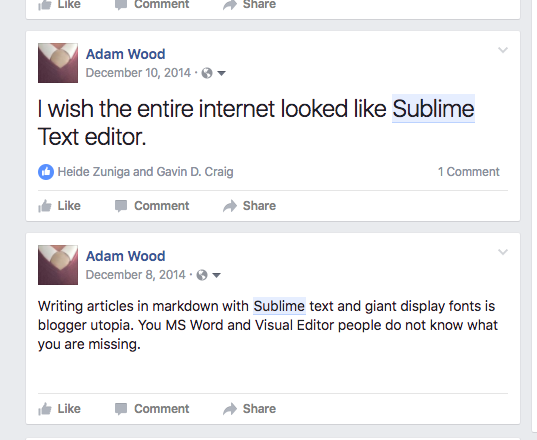 Like Comment Share
Adam Wood
December 10, 2014 ·
I wish the entire internet looked like Sublime
Text editor.
Heide Zuniga and Gavin D. Craig 1 Comment
Like Comment Share
Adam Wood
December 8, 2014 ·
Writing articles in markdown with Sublime text and giant display fonts is
blogger utopia. You MS Word and Visual Editor people do not know what
you are missing.
Like Comment Share